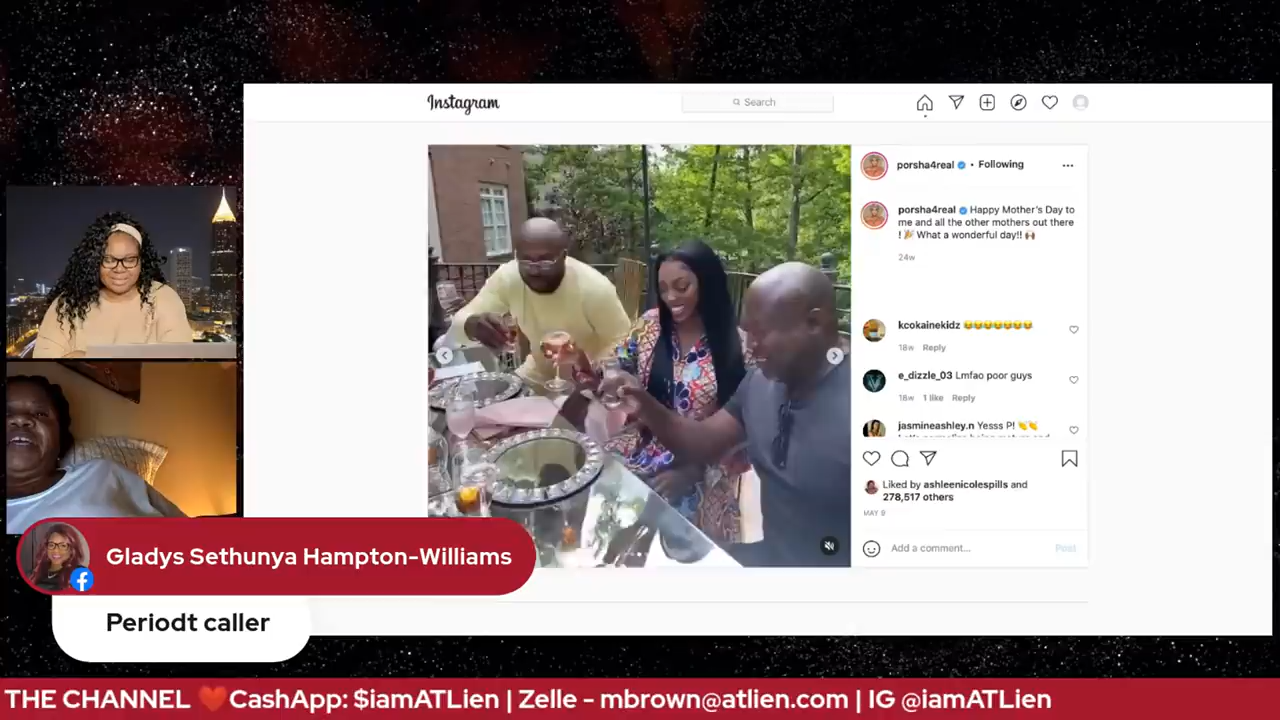 Instagram
Search
porsha4real • Following
porsha4real Happy Mother's Day to
me and all the other mothers out there
! 🎉 What a wonderful day!! 🙌🏾
24w
kcokainekidz 😂😂😂😂😂😂😂
18w Reply
e_dizzle_03 Lmfao poor guys
18w 1 like Reply
jasmineashley.n Yesss P! 👏👏
Liked by ashleenicolespills and
278,517 others
MAY 9
Add a comment...
Post
Gladys Sethunya Hampton-Williams
Periodt caller
THE CHANNEL ❤️CashApp: $iamATLien | Zelle - mbrown@atlien.com | IG @iamATLien